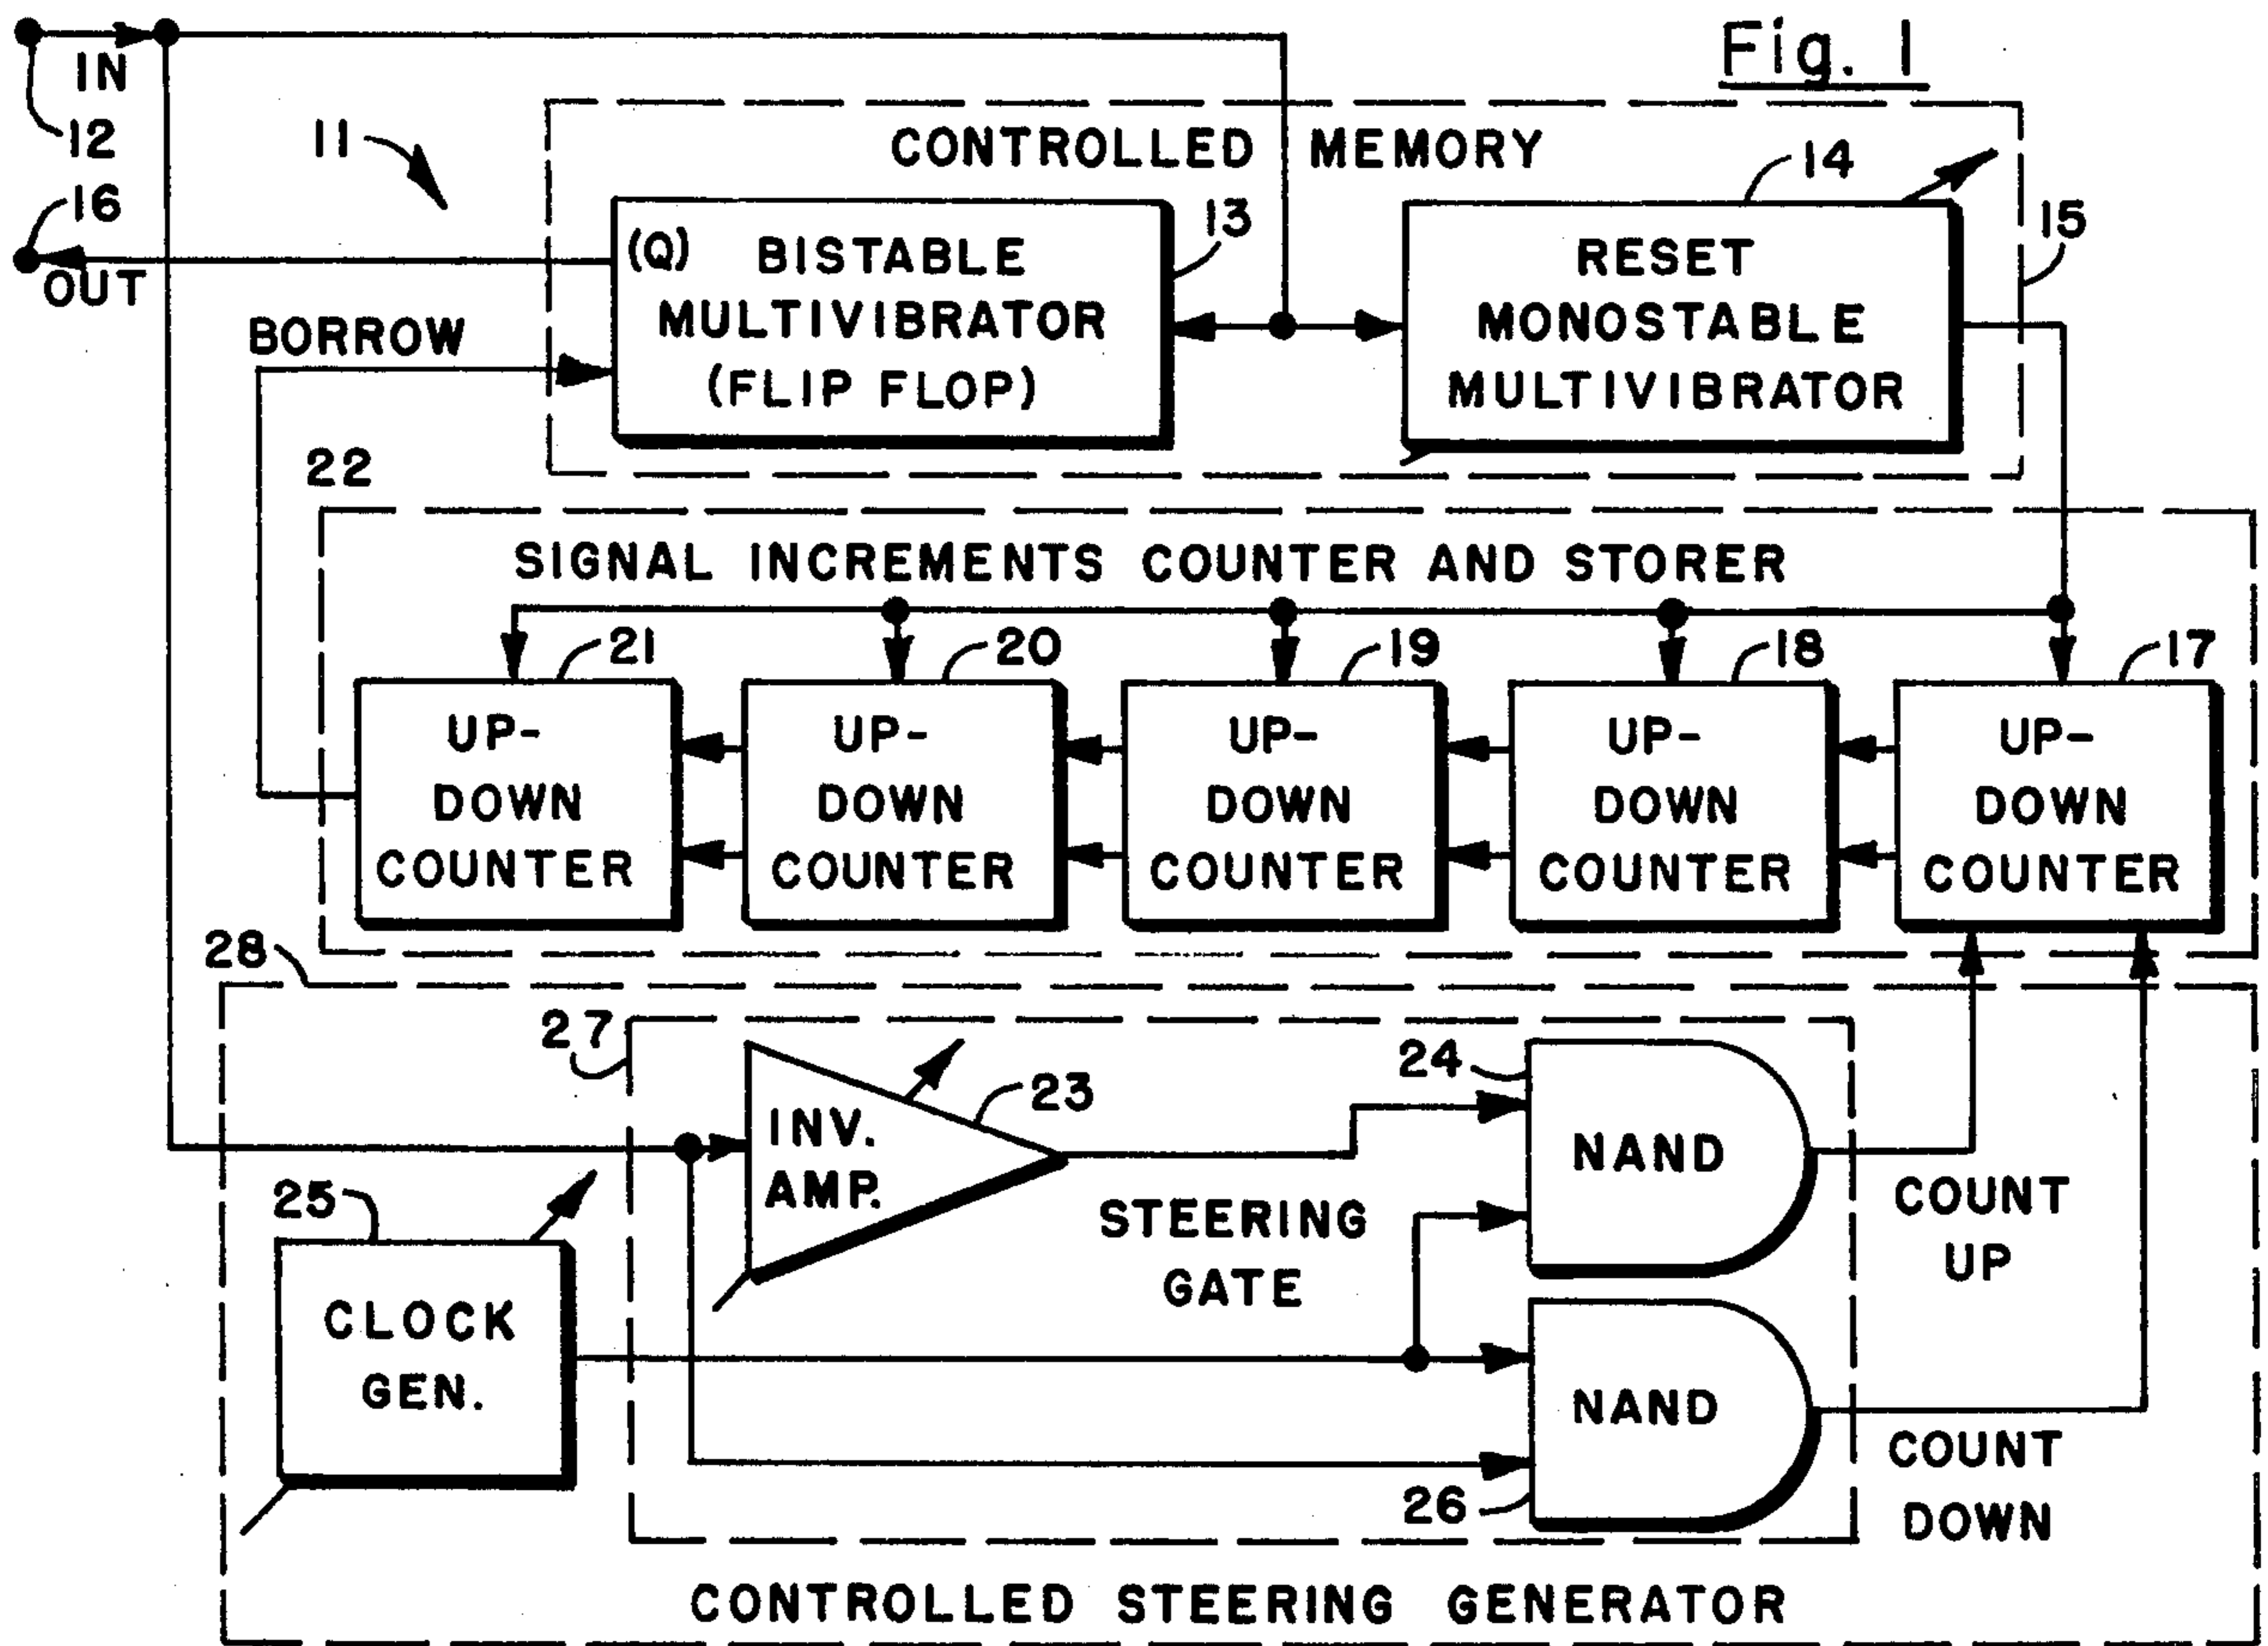 Fig. 1
IN
12
11
16
OUT
CONTROLLED MEMORY
14
13
15
(Q)
BISTABLE
MULTIVIBRATOR
(FLIP FLOP)
RESET
MONOSTABLE
MULTIVIBRATOR
BORROW
22
SIGNAL INCREMENTS COUNTER AND STORER
21
20
19
18
17
UP-
DOWN
COUNTER
UP-
DOWN
COUNTER
UP-
DOWN
COUNTER
UP-
DOWN
COUNTER
UP-
DOWN
COUNTER
28
27
23
24
INV.
AMP.
NAND
25
STEERING
GATE
COUNT
UP
CLOCK
GEN.
NAND
26
COUNT
DOWN
CONTROLLED STEERING GENERATOR